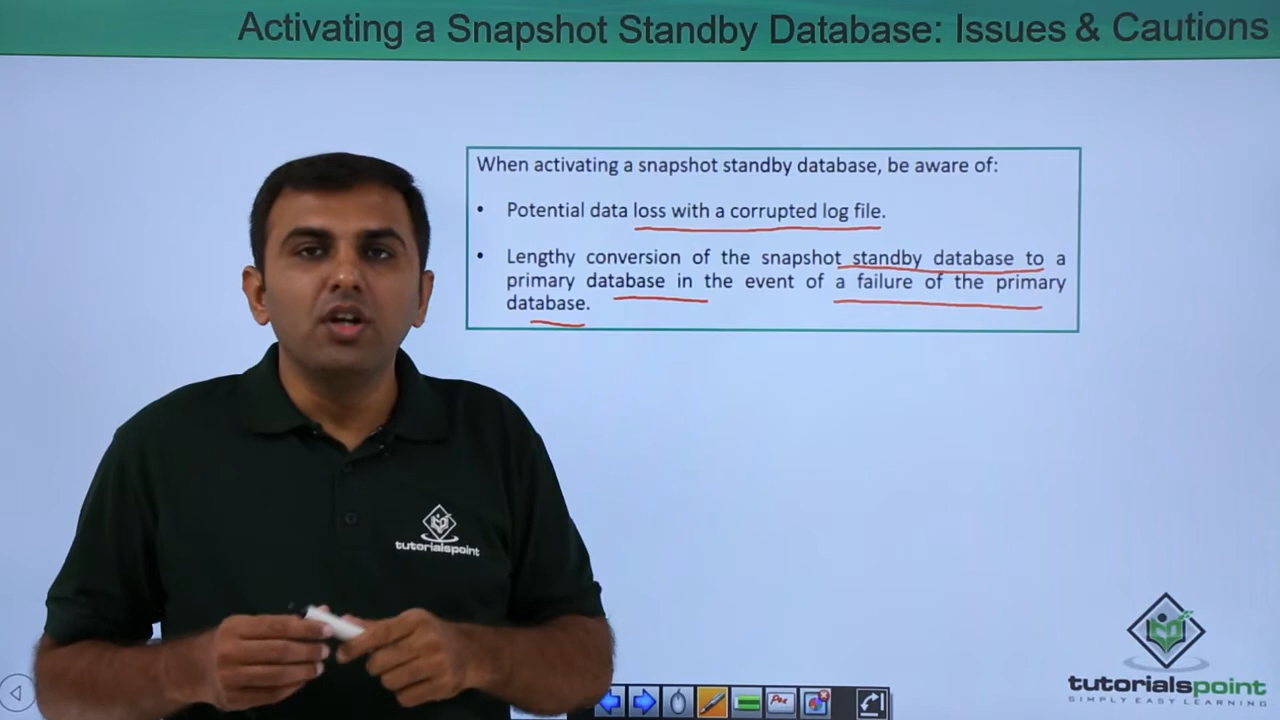 Activating a Snapshot Standby Database: Issues & Cautions
When activating a snapshot standby database, be aware of:
• Potential data loss with a corrupted log file.
• Lengthy conversion of the snapshot standby database to a
primary database in the event of a failure of the primary
database.
tutorialspoint
tutorialspoint
SIMPLY EASY LEARNING